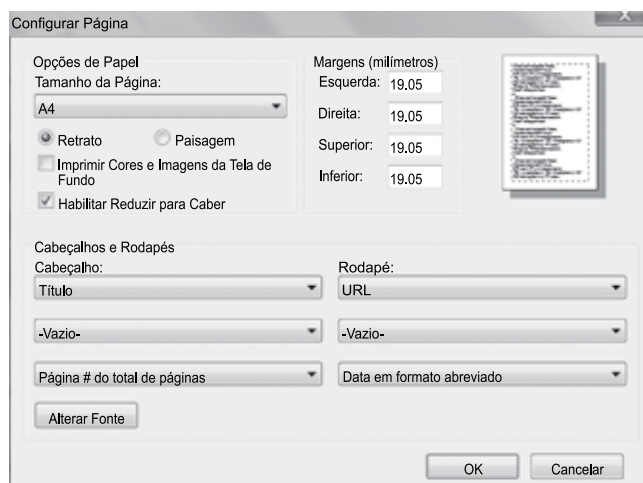 Configurar Página
Opções de Papel
Tamanho da Página:
A4
Retrato
Paisagem
Imprimir Cores e Imagens da Tela de
Fundo
Habilitar Reduzir para Caber
Margens (milímetros)
Esquerda: 19.05
Direita: 19.05
Superior: 19.05
Inferior: 19.05
Cabeçalhos e Rodapés
Cabeçalho:
Rodapé:
Título
URL
-Vazio-
-Vazio-
Página # do total de páginas
Data em formato abreviado
Alterar Fonte
OK
Cancelar